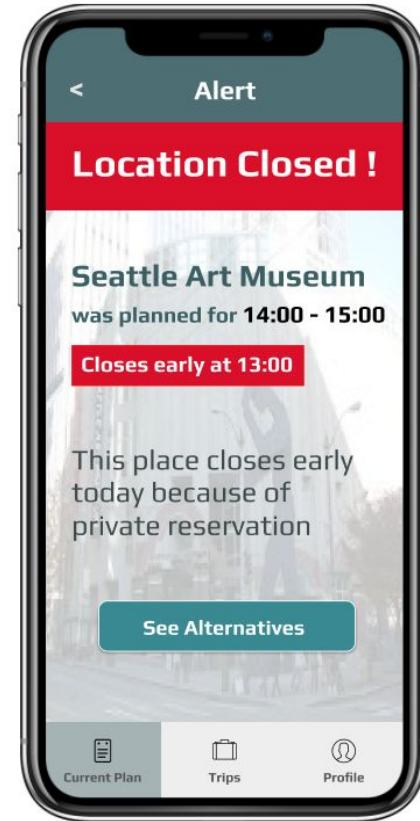 <
Alert
Location Closed !
Seattle Art Museum
was planned for 14:00 - 15:00
Closes early at 13:00
This place closes early
today because of
private reservation
See Alternatives
Current Plan
Trips
Profile